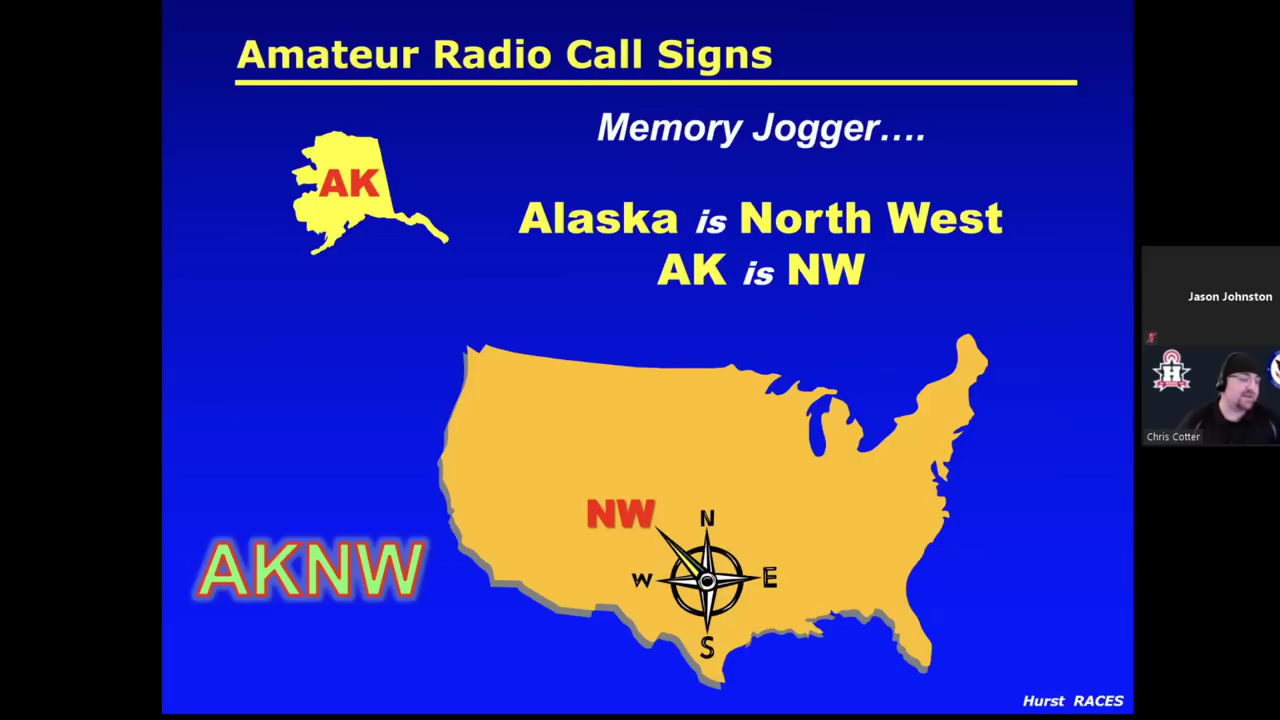 Amateur Radio Call Signs
Memory Jogger....
AK
Alaska is North West
AK is NW
NW
N
W
E
S
AKNW
Hurst RACES
Jason Johnston
H
Chris Cotter